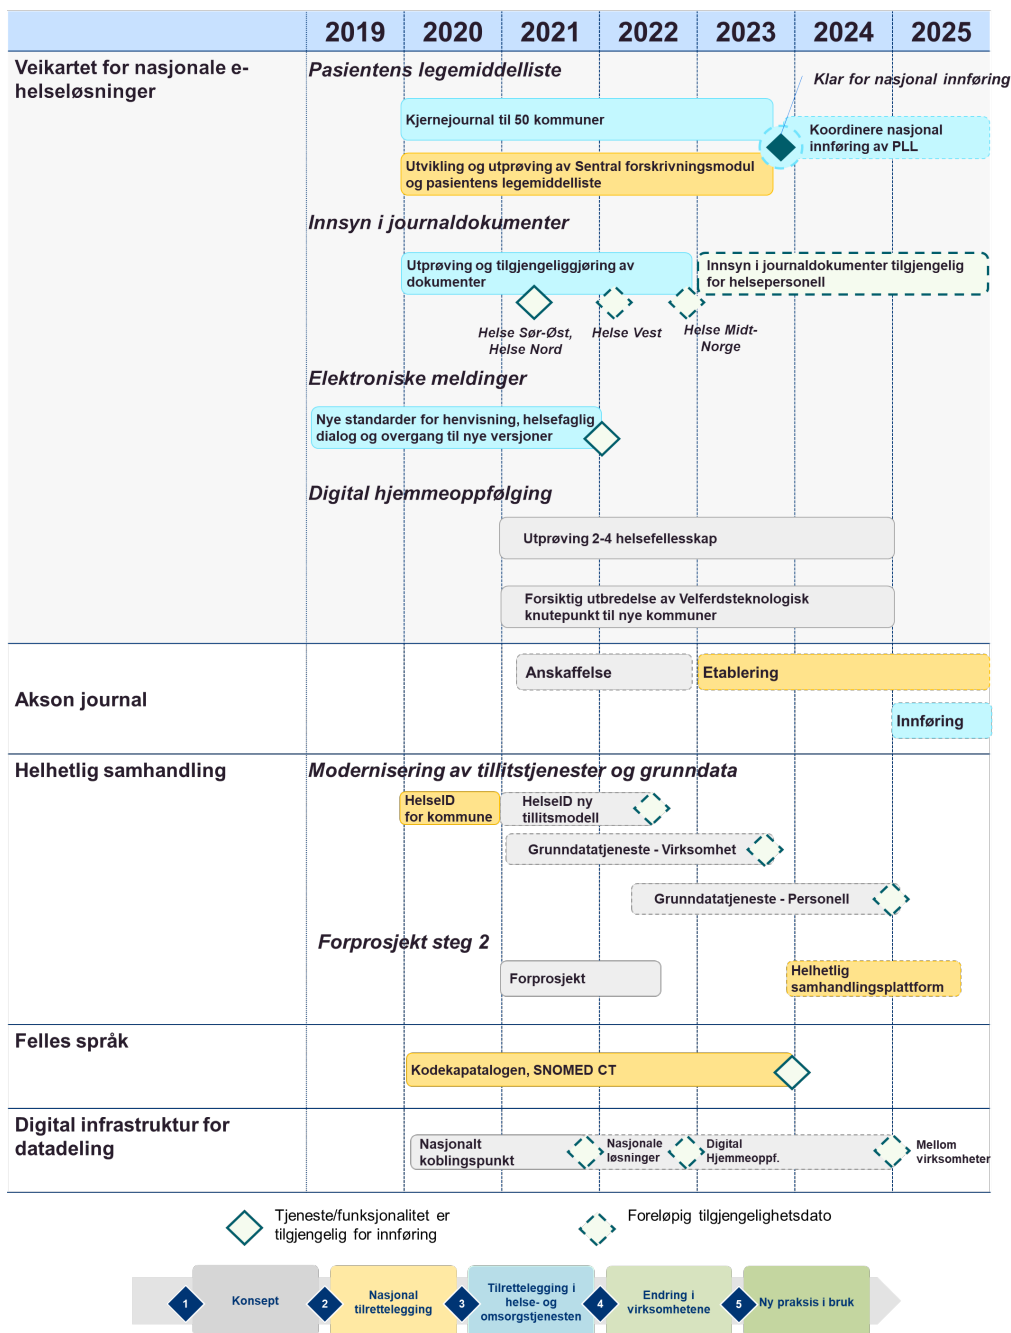 2019 2020 2021 2022 2023 2024 2025
Veikartet for nasjonale e-
helseløsninger
Pasientens legemiddelliste
Klar for nasjonal innføring
Kjernejournal til 50 kommuner
Koordinere nasjonal
innføring av PLL
Utvikling og utprøving av Sentral forskrivningsmodul
og pasientens legemiddelliste
Innsyn i journaldokumenter
Utprøving og tilgjengeliggjøring av
dokumenter
Innsyn i journaldokumenter tilgjengelig
for helsepersonell
Helse Sør-Øst,
Helse Nord
Helse Vest
Helse Midt-
Norge
Elektroniske meldinger
Nye standarder for henvisning, helsefaglig
dialog og overgang til nye versjoner
Digital hjemmeoppfølging
Utprøving 2-4 helsefellesskap
Forsiktig utbredelse av Velferdsteknologisk
knutepunkt til nye kommuner
Akson journal
Anskaffelse
Etablering
Innføring
Helhetlig samhandling
Modernisering av tillitstjenester og grunndata
HelseID
for kommune
HelseID ny
tillitsmodell
Grunndatatjeneste - Virksomhet
Grunndatatjeneste - Personell
Forprosjekt steg 2
Forprosjekt
Helhetlig
samhandlingsplattform
Felles språk
Kodekapatalogen, SNOMED CT
Digital infrastruktur for
datadeling
Nasjonalt
koblingspunkt
Nasjonale
løsninger
Digital
Hjemmeoppf.
Mellom
virksomheter
Tjeneste/funksjonalitet er
tilgjengelig for innføring
Foreløpig tilgjengelighetsdato
1
Konsept
2
Nasjonal
tilrettelegging
3
Tilrettelegging i
helse- og
omsorgstjenesten
4
Endring i
virksomhetene
5
Ny praksis i bruk